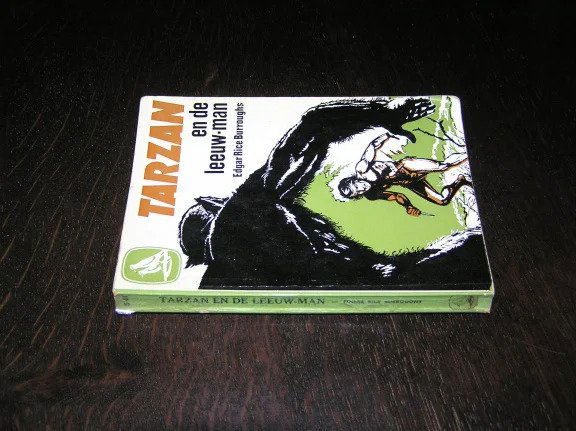 TARZAN
en de
leeuw-man
Edgar Rice Burroughs
TARZAN EN DE LEEUW-MAN — EDGAR RICE BURROUGHS